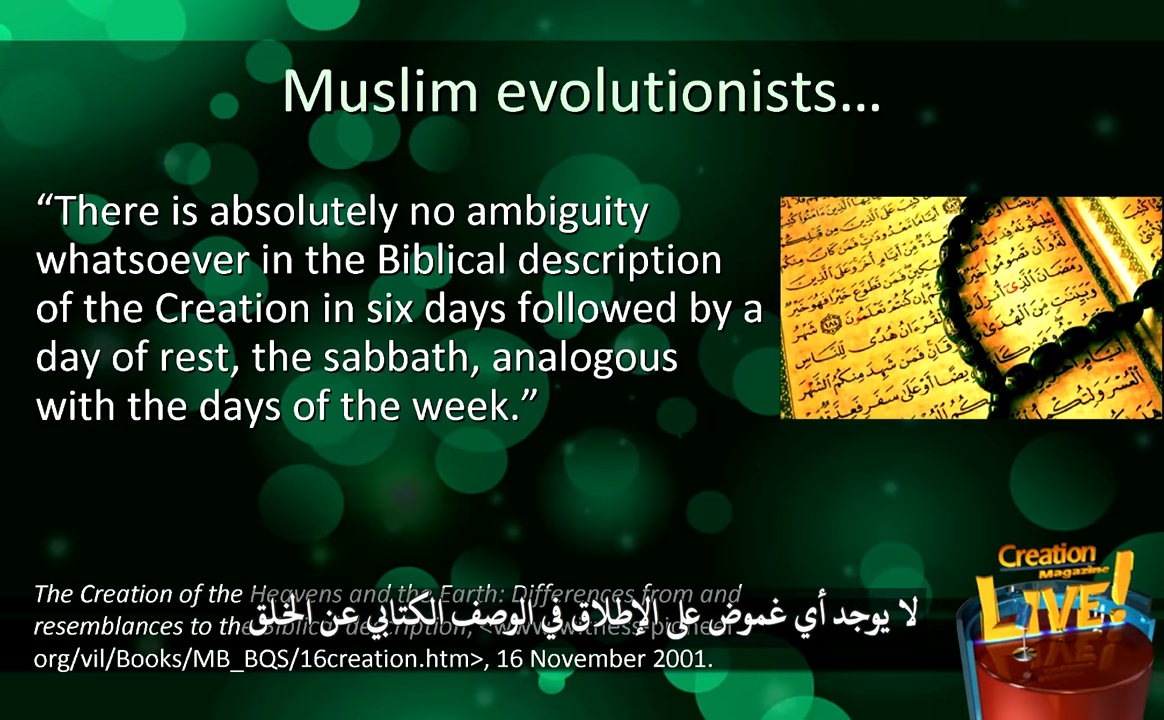 Muslim evolutionists...
“There is absolutely no ambiguity
whatsoever in the Biblical description
of the Creation in six days followed by a
day of rest, the sabbath, analogous
with the days of the week.”
The Creation of the Heavens and the Earth: Differences from and
resemblances to the Biblical description,
لا يوجد أي غموض على الإطلاق في الوصف الكتابي عن الخلق
org/vil/Books/MB_BQS/16creation.htm>, 16 November 2001.
Creation
Magazine
LIVE!